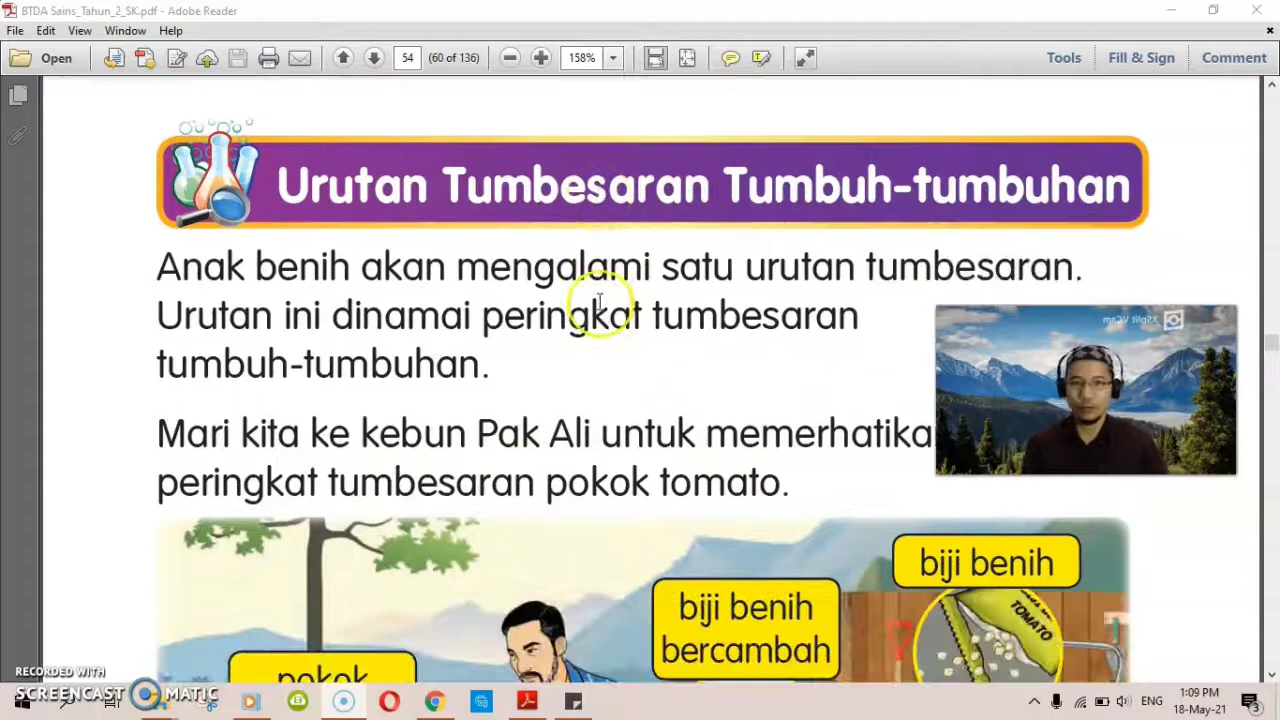 BTDA Sains_Tahun_2_SK.pdf - Adobe Reader
File Edit View Window Help
Open 54 (60 of 136) 158% Tools Fill & Sign Comment
Urutan Tumbesaran Tumbuh-tumbuhan
Anak benih akan mengalami satu urutan tumbesaran.
Urutan ini dinamai peringkat tumbesaran
tumbuh-tumbuhan.
XSplit VCam
Mari kita ke kebun Pak Ali untuk memerhatika
peringkat tumbesaran pokok tomato.
biji benih
TOMATO
biji benih
bercambah
pokok
RECORDED WITH
SCREENCAST MATIC
ENG
1:09 PM
18-May-21
3